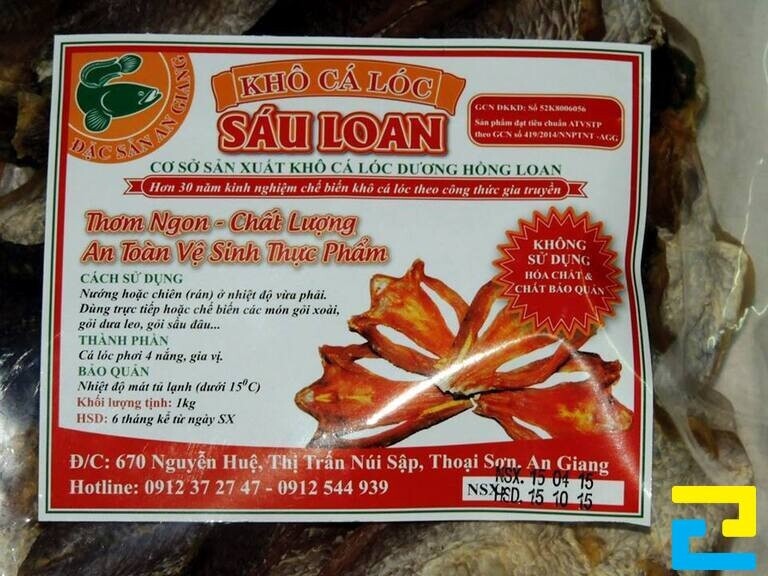 ĐẶC SẢN AN GIANG
KHÔ CÁ LÓC
SÁU LOAN
GCN ĐKKD: Số 52K8006056
Sản phẩm đạt tiêu chuẩn ATVSTP
theo GCN số 419/2014/NNPTNT -AGG
CƠ SỞ SẢN XUẤT KHÔ CÁ LÓC DƯƠNG HỒNG LOAN
Hơn 30 năm kinh nghiệm chế biến khô cá lóc theo công thức gia truyền
Thơm Ngon - Chất Lượng
An Toàn Vệ Sinh Thực Phẩm
KHÔNG
SỬ DỤNG
HÓA CHẤT &
CHẤT BẢO QUẢN
CÁCH SỬ DỤNG
Nướng hoặc chiên (rán) ở nhiệt độ vừa phải.
Dùng trực tiếp hoặc chế biến các món gỏi xoài,
gỏi dưa leo, gỏi sầu đâu...
THÀNH PHẦN
Cá lóc phơi 4 nắng, gia vị.
BẢO QUẢN
Nhiệt độ mát tủ lạnh (dưới 15⁰C)
Khối lượng tịnh: 1kg
HSD: 6 tháng kể từ ngày SX
Đ/C: 670 Nguyễn Huệ, Thị Trấn Núi Sập, Thoại Sơn, An Giang
Hotline: 0912 37 27 47 - 0912 544 939
NSX:
NSX. 15 04 15
HSD. 15 10 15